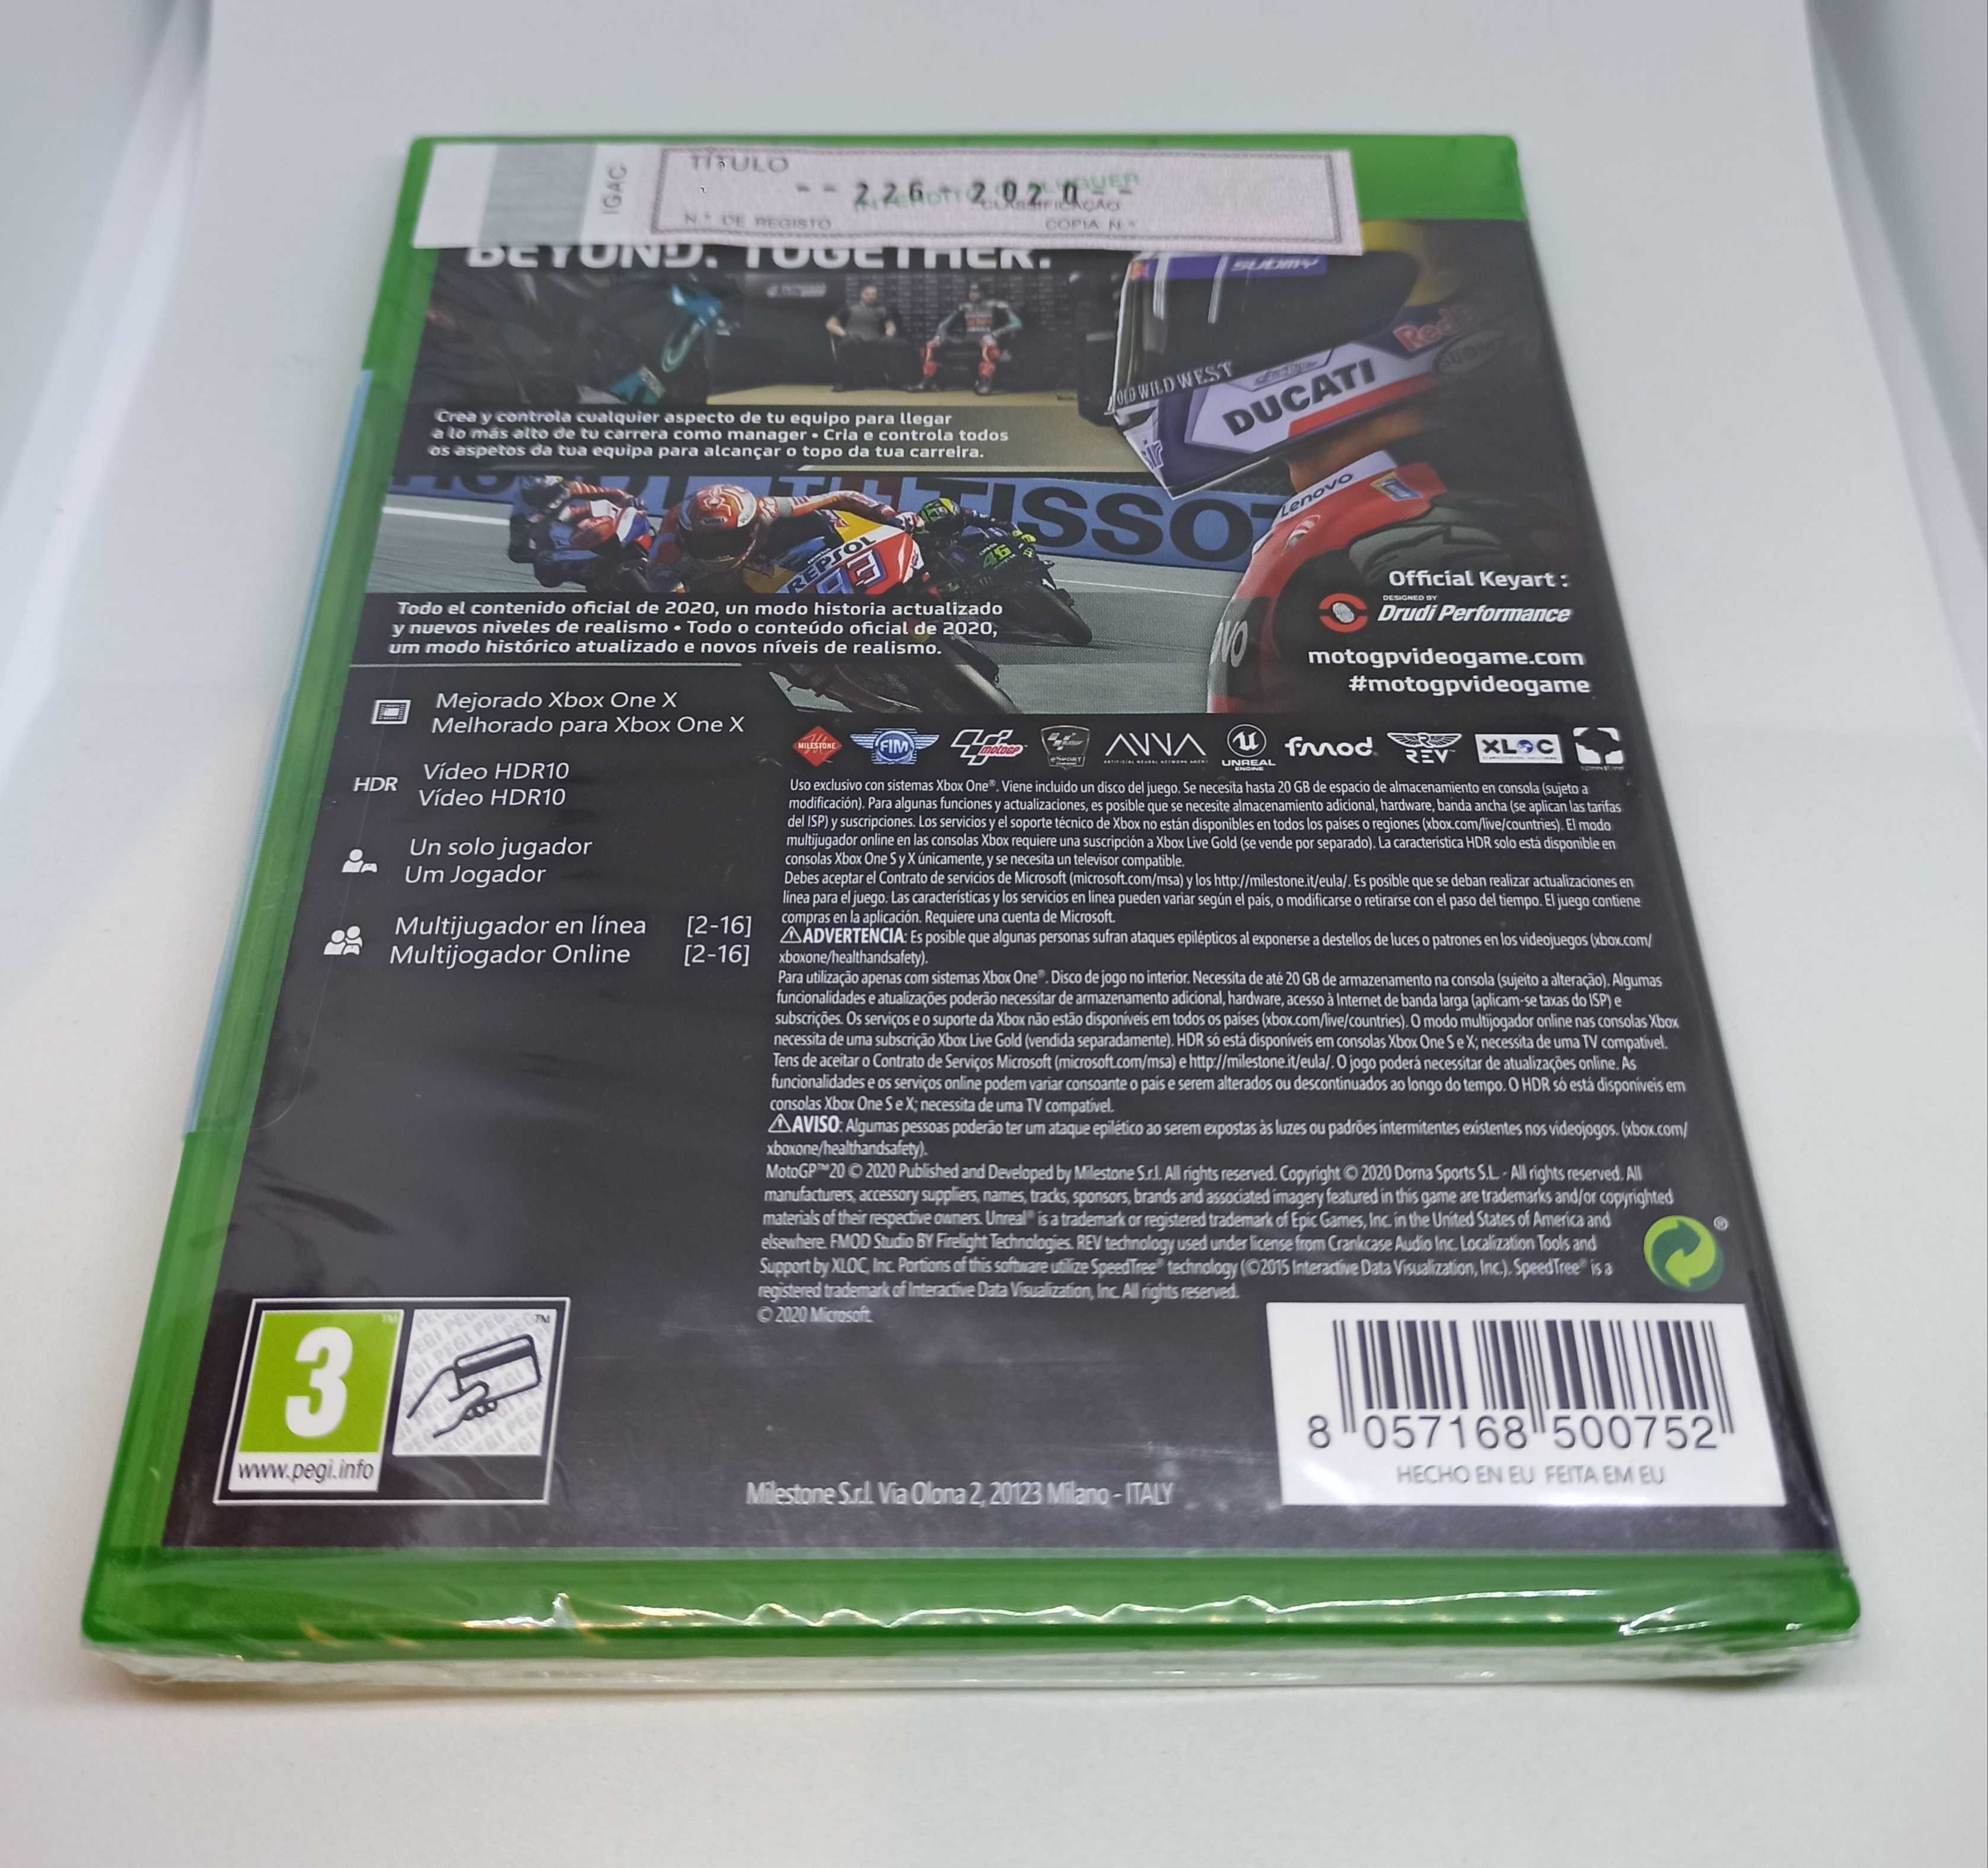 IGAC
TÍTULO
- - 226 - 2020 - -
CLASSIFICAÇÃO
N.º DE REGISTO
COPIA N.º
BEYOND. TOGETHER.
SUOMY
OLD WILD WEST
DUCATI
Crea y controla cualquier aspecto de tu equipo para llegar
a lo más alto de tu carrera como manager • Cria e controla todos
os aspetos da tua equipa para alcançar o topo da tua carreira.
TISSOT
Lenovo
REPSOL
46
Todo el contenido oficial de 2020, un modo historia actualizado
y nuevos niveles de realismo • Todo o conteúdo oficial de 2020,
um modo histórico atualizado e novos níveis de realismo.
Official Keyart :
DESIGNED BY
Drudi Performance
motogpvideogame.com
#motogpvideogame
Mejorado Xbox One X
Melhorado para Xbox One X
HDR
Vídeo HDR10
Vídeo HDR10
Un solo jugador
Um Jogador
Multijugador en línea [2-16]
Multijogador Online [2-16]
MILESTONE FIM MotoGP UNREAL ENGINE fmod REV XLOC
Uso exclusivo con sistemas Xbox One®. Viene incluido un disco del juego. Se necesita hasta 20 GB de espacio de almacenamiento en consola (sujeto a
modificación). Para algunas funciones y actualizaciones, es posible que se necesite almacenamiento adicional, hardware, banda ancha (se aplican las tarifas
del ISP) y suscripciones. Los servicios y el soporte técnico de Xbox no están disponibles en todos los países o regiones (xbox.com/live/countries). El modo
multijugador online en las consolas Xbox requiere una suscripción a Xbox Live Gold (se vende por separado). La característica HDR solo está disponible en
consolas Xbox One S y X únicamente, y se necesita un televisor compatible.
Debes aceptar el Contrato de servicios de Microsoft (microsoft.com/msa) y los http://milestone.it/eula/. Es posible que se deban realizar actualizaciones en
línea para el juego. Las características y los servicios en línea pueden variar según el país, o modificarse o retirarse con el paso del tiempo. El juego contiene
compras en la aplicación. Requiere una cuenta de Microsoft.
⚠ADVERTENCIA: Es posible que algunas personas sufran ataques epilépticos al exponerse a destellos de luces o patrones en los videojuegos (xbox.com/
xboxone/healthandsafety).
Para utilização apenas com sistemas Xbox One®. Disco de jogo no interior. Necessita de até 20 GB de armazenamento na consola (sujeito a alteração). Algumas
funcionalidades e atualizações poderão necessitar de armazenamento adicional, hardware, acesso à Internet de banda larga (aplicam-se taxas do ISP) e
subscrições. Os serviços e o suporte da Xbox não estão disponíveis em todos os países (xbox.com/live/countries). O modo multijogador online nas consolas Xbox
necessita de uma subscrição Xbox Live Gold (vendida separadamente). HDR só está disponíveis em consolas Xbox One S e X; necessita de uma TV compatível.
Tens de aceitar o Contrato de Serviços Microsoft (microsoft.com/msa) e http://milestone.it/eula/. O jogo poderá necessitar de atualizações online. As
funcionalidades e os serviços online podem variar consoante o país e serem alterados ou descontinuados ao longo do tempo. O HDR só está disponíveis em
consolas Xbox One S e X; necessita de uma TV compatível.
⚠AVISO: Algumas pessoas poderão ter um ataque epilético ao serem expostas às luzes ou padrões intermitentes existentes nos videojogos. (xbox.com/
xboxone/healthandsafety).
MotoGP™20 © 2020 Published and Developed by Milestone S.r.l. All rights reserved. Copyright © 2020 Dorna Sports S.L. - All rights reserved. All
manufacturers, accessory suppliers, names, tracks, sponsors, brands and associated imagery featured in this game are trademarks and/or copyrighted
materials of their respective owners. Unreal® is a trademark or registered trademark of Epic Games, Inc. in the United States of America and
elsewhere. FMOD Studio BY Firelight Technologies. REV technology used under license from Crankcase Audio Inc. Localization Tools and
Support by XLOC, Inc. Portions of this software utilize SpeedTree® technology (©2015 Interactive Data Visualization, Inc.). SpeedTree® is a
registered trademark of Interactive Data Visualization, Inc. All rights reserved.
© 2020 Microsoft.
3
www.pegi.info
Milestone S.r.l. Via Olona 2, 20123 Milano - ITALY
8 057168 500752
HECHO EN EU FEITA EM EU